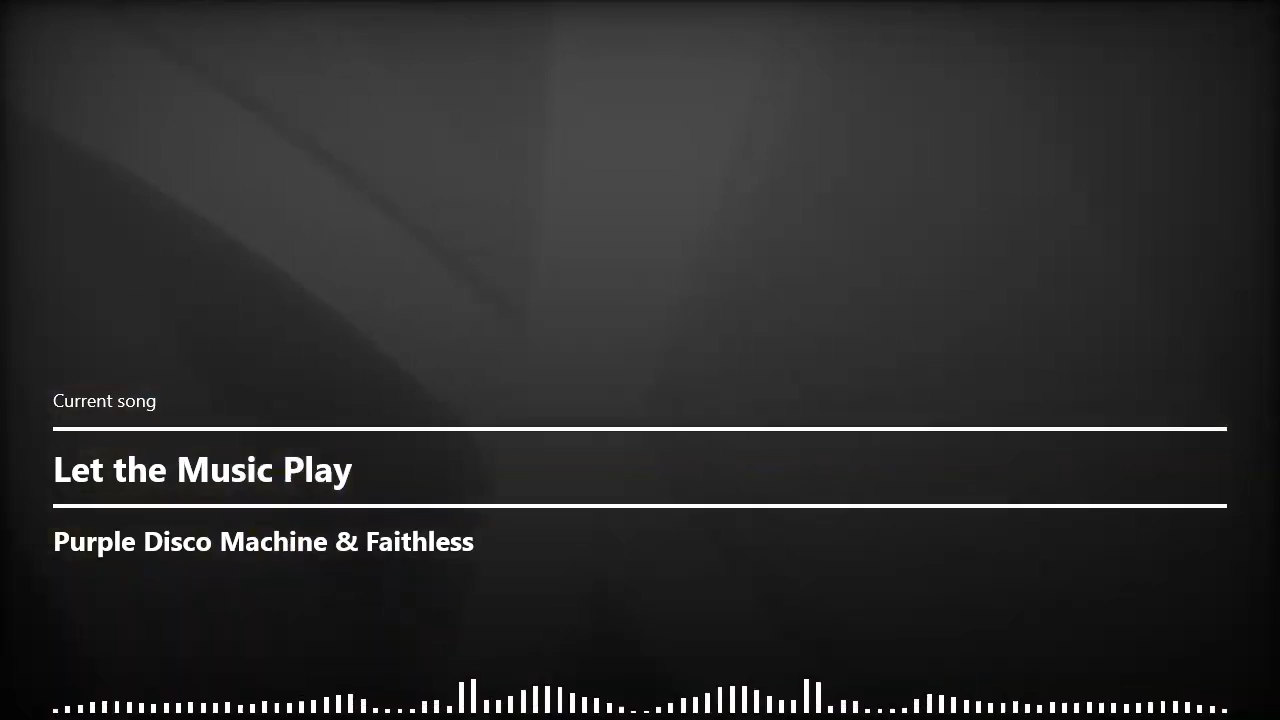 Current song
Let the Music Play
Purple Disco Machine & Faithless